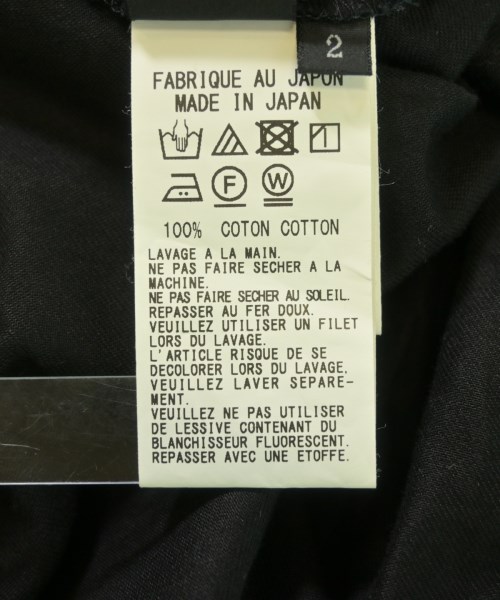 2
FABRIQUE AU JAPON
MADE IN JAPAN
F W
100% COTON COTTON
LAVAGE A LA MAIN.
NE PAS FAIRE SECHER A LA
MACHINE.
NE PAS FAIRE SECHER AU SOLEIL.
REPASSER AU FER DOUX.
VEUILLEZ UTILISER UN FILET
LORS DU LAVAGE.
L'ARTICLE RISQUE DE SE
DECOLORER LORS DU LAVAGE,
VEUILLEZ LAVER SEPARE-
MENT.
VEUILLEZ NE PAS UTILISER
DE LESSIVE CONTENANT DU
BLANCHISSEUR FLUORESCENT.
REPASSER AVEC UNE ETOFFE.